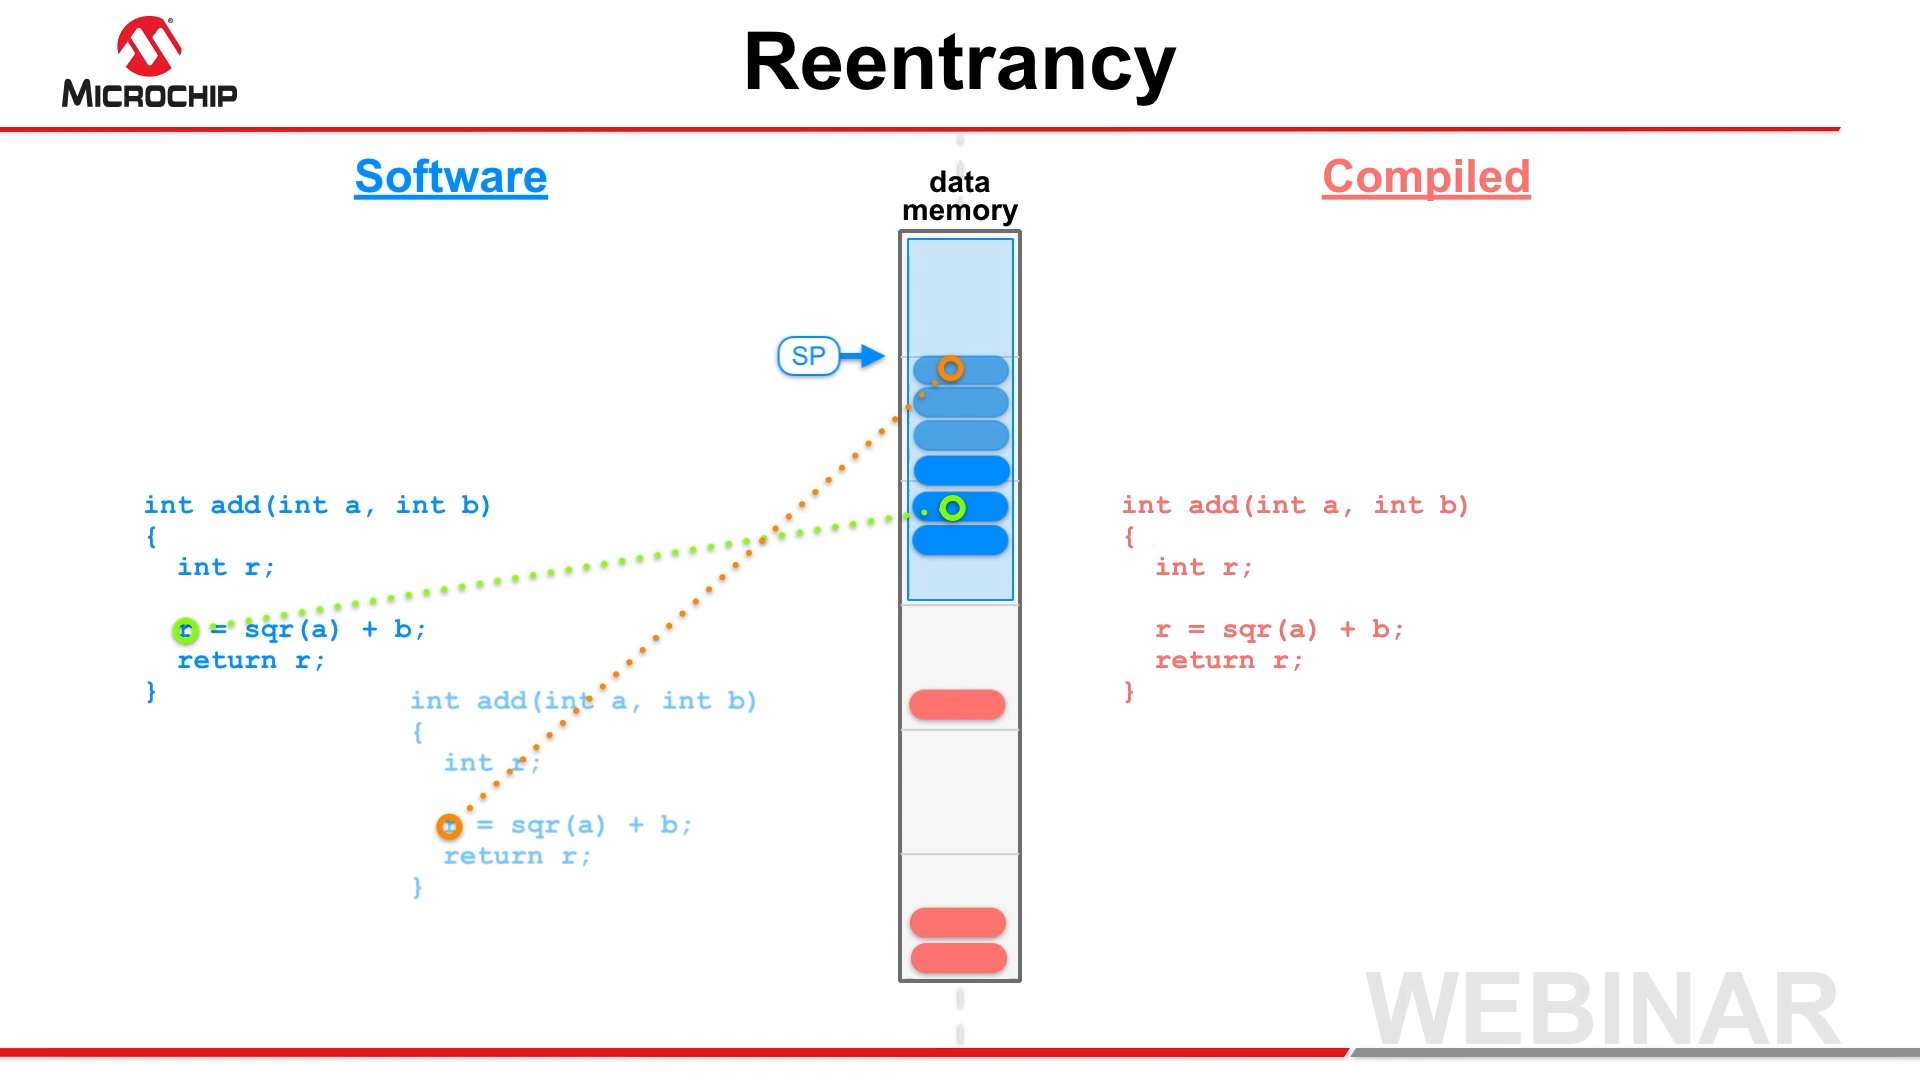 MICROCHIP
Reentrancy
Software
data
memory
Compiled
SP
int add(int a, int b)
{
  int r;
  r = sqr(a) + b;
  return r;
}
int add(int a, int b)
{
  int r;
  r = sqr(a) + b;
  return r;
}
int add(int a, int b)
{
  int r;
  r = sqr(a) + b;
  return r;
}
WEBINAR